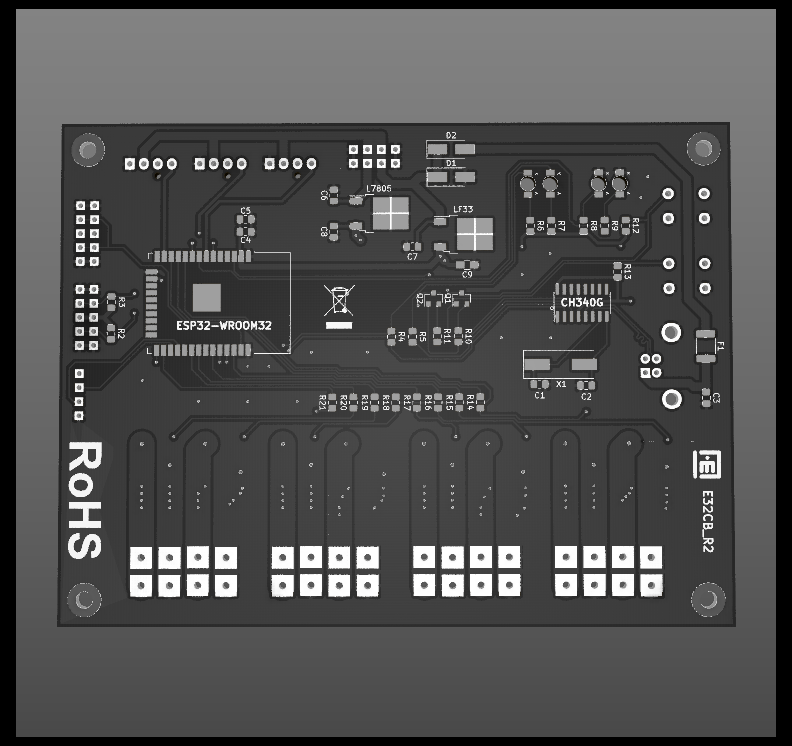 D2
D1
L7805
C6
LF33
C5
C4
C8
C7
C9
R6
R7
R8
R9
R12
R13
R3
R2
ESP32-WROOM32
Q1
CH340G
R4
R5
R11
R10
F1
X1
C1
C2
C3
R21
R20
R19
R18
R17
R16
R15
R14
RoHS
E
E32CB_R2